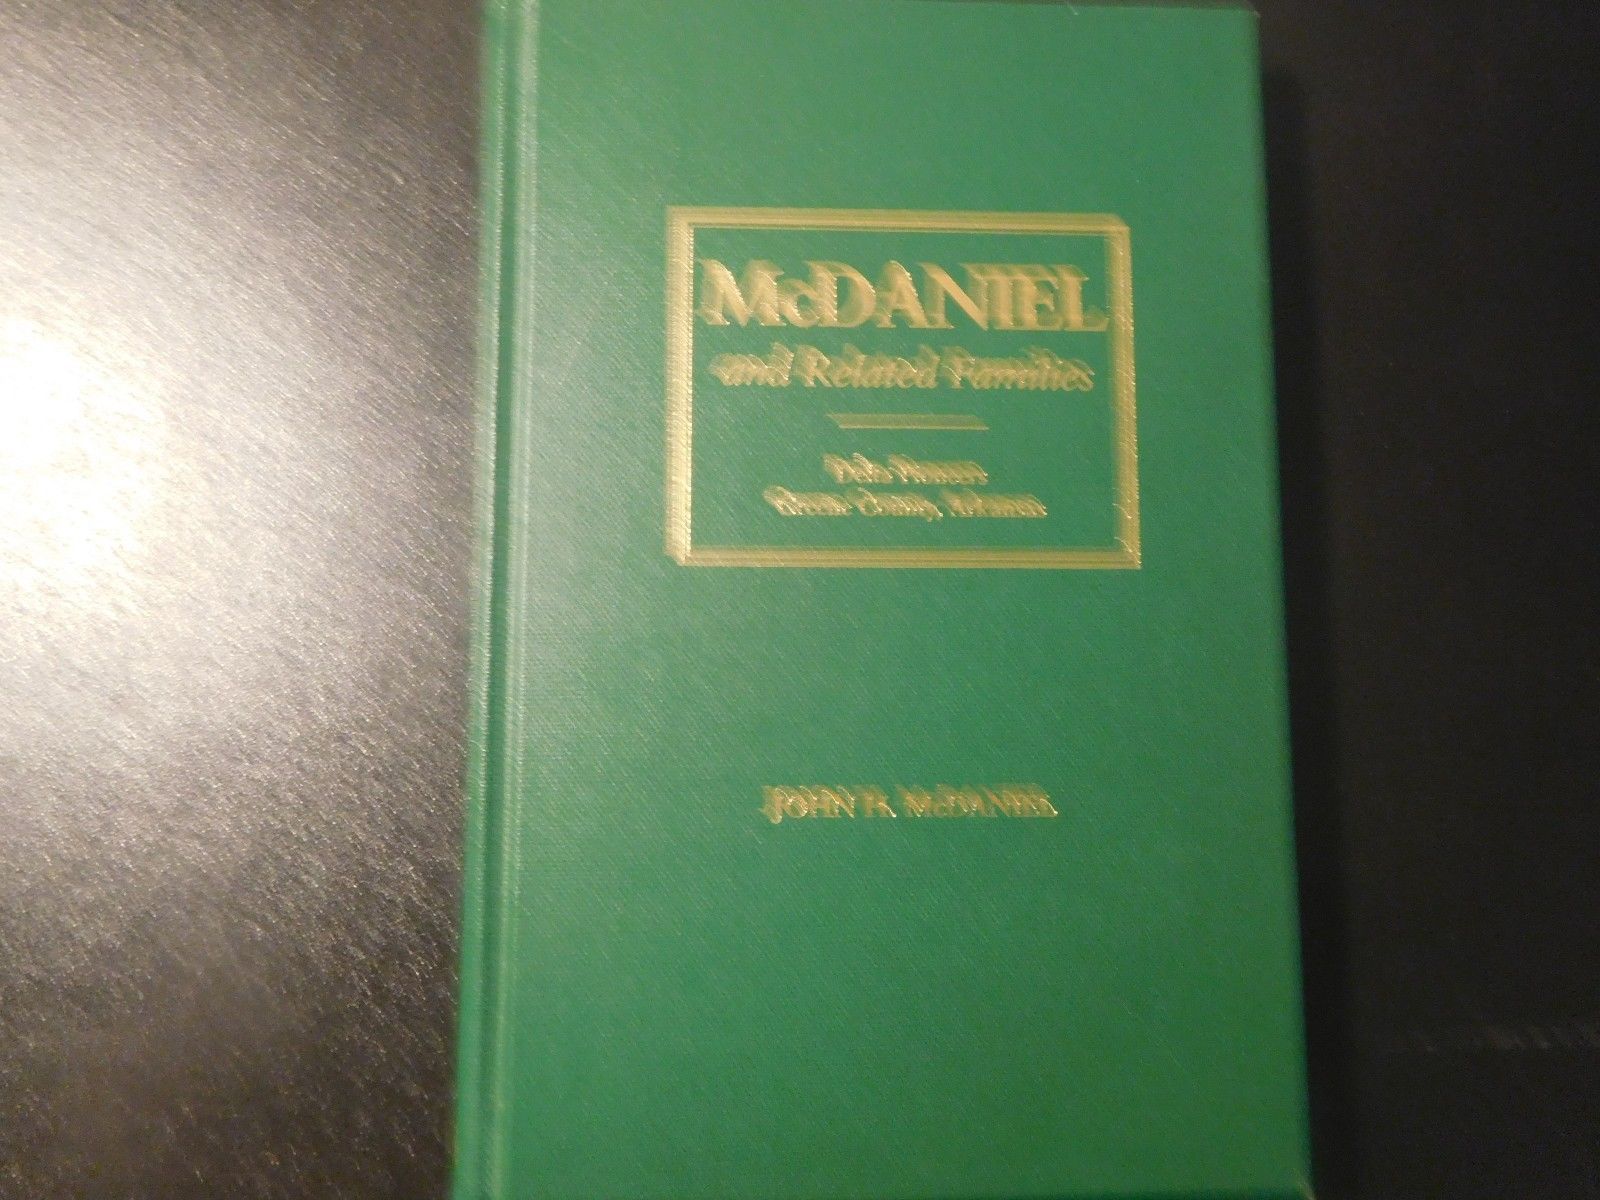 McDANIEL
and Related Families
Delta Pioneers
Greene County, Arkansas
JOHN H. McDANIEL